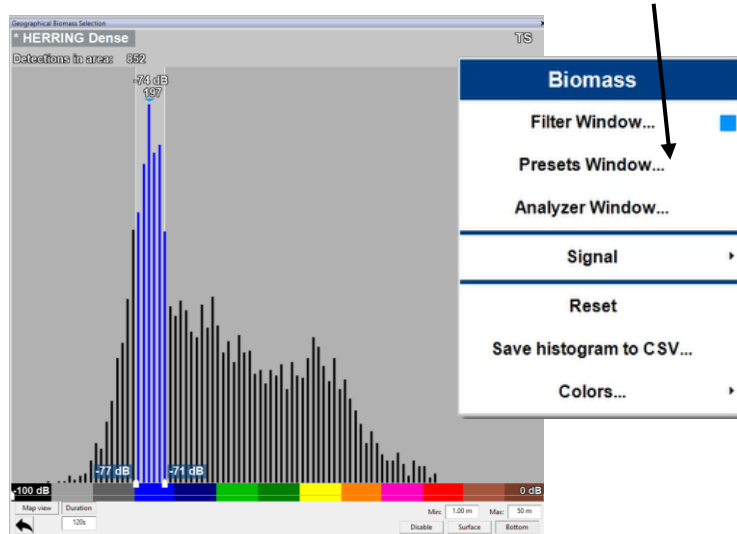 Geographical Biomass Selection
* HERRING Dense
TS
Detections in area: 852
-74 dB
197
-77 dB
-71 dB
-100 dB
0 dB
Map view
Duration
120s
Min: 1.00 m
Max: 50 m
Disable
Surface
Bottom
Biomass
Filter Window...
Presets Window...
Analyzer Window...
Signal
Reset
Save histogram to CSV...
Colors...